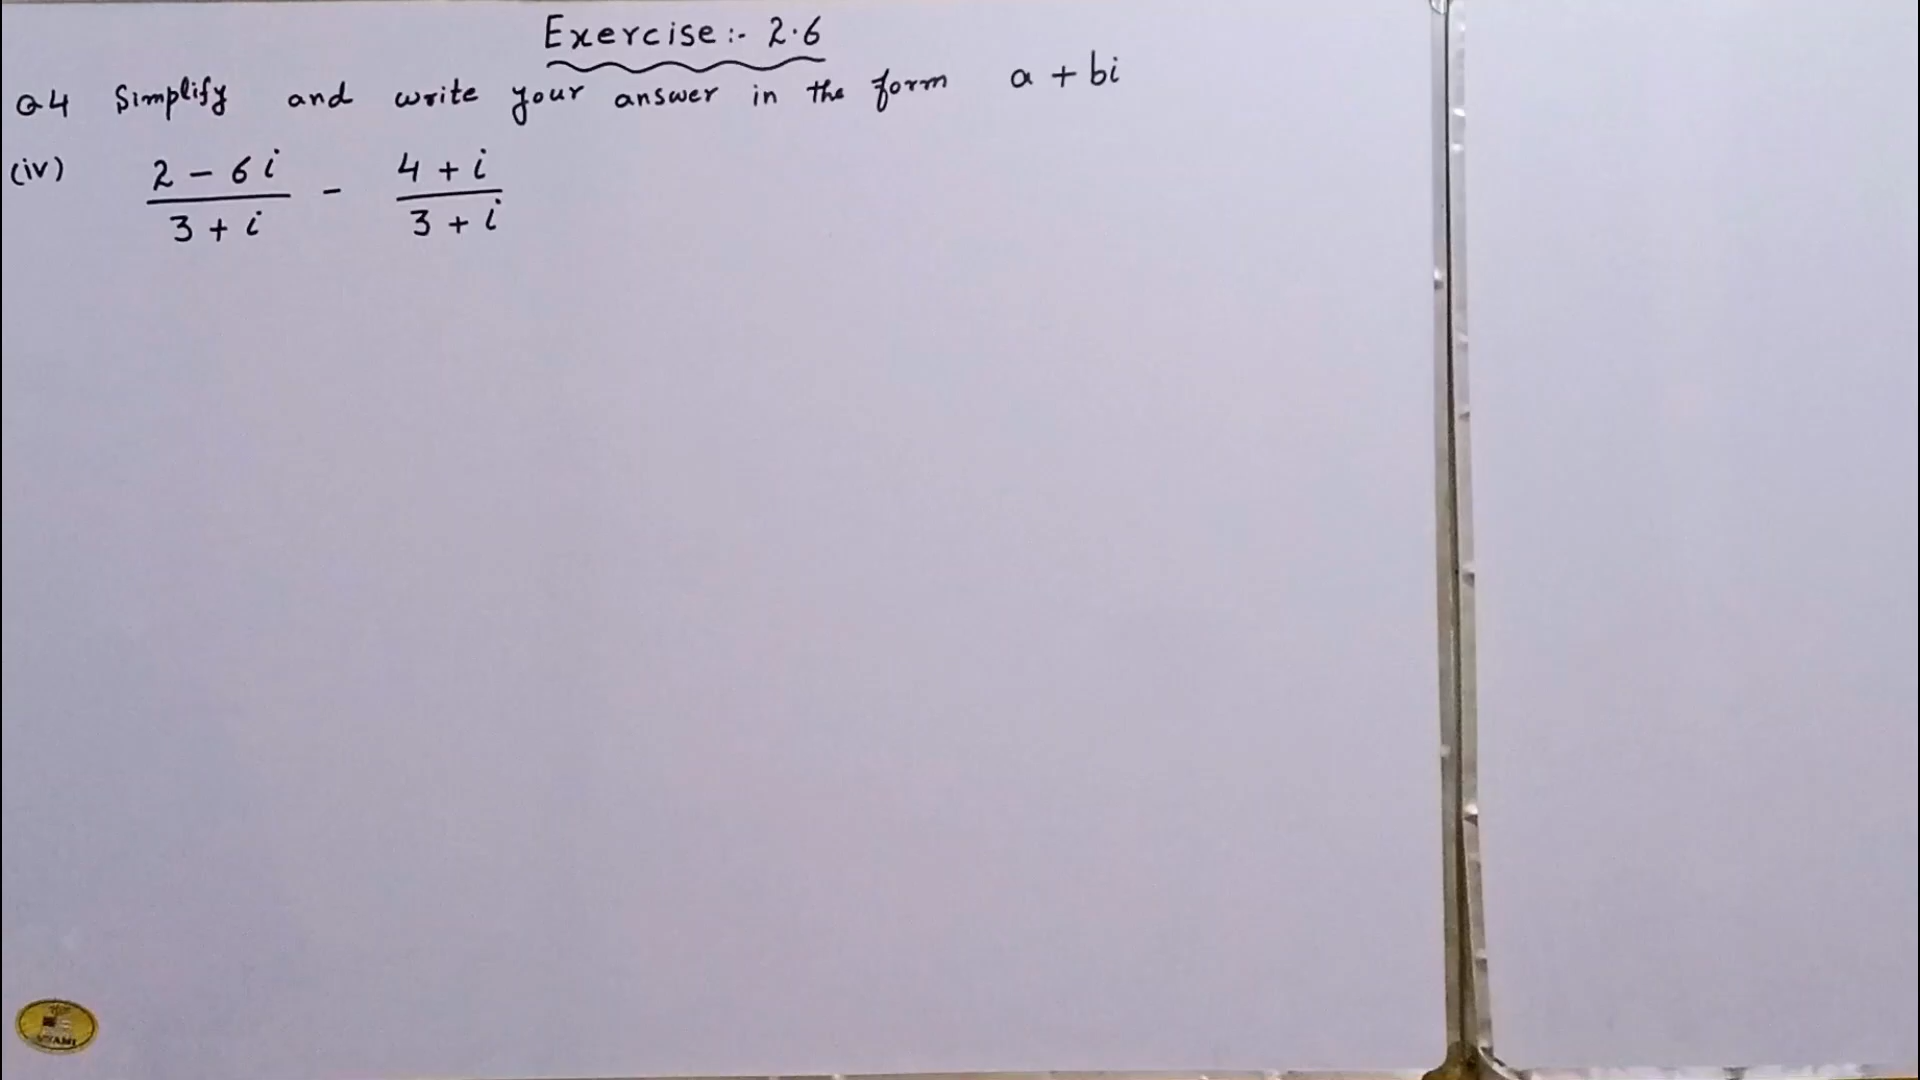 Exercise :- 2.6
Q4 Simplify and write your answer in the form a + bi
(iv) (2 - 6i)/(3 + i) - (4 + i)/(3 + i)